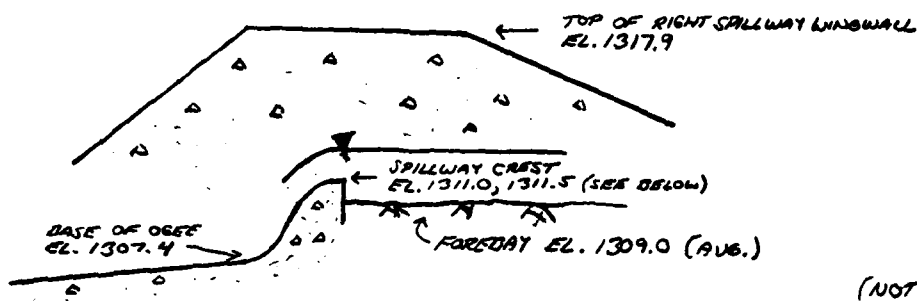 TOP OF RIGHT SPILLWAY WINGWALL
EL. 1317.9
SPILLWAY CREST
EL. 1311.0, 1311.5 (SEE BELOW)
BASE OF OGEE
EL. 1307.4
FOREBAY EL. 1309.0 (AVG.)
(NOT